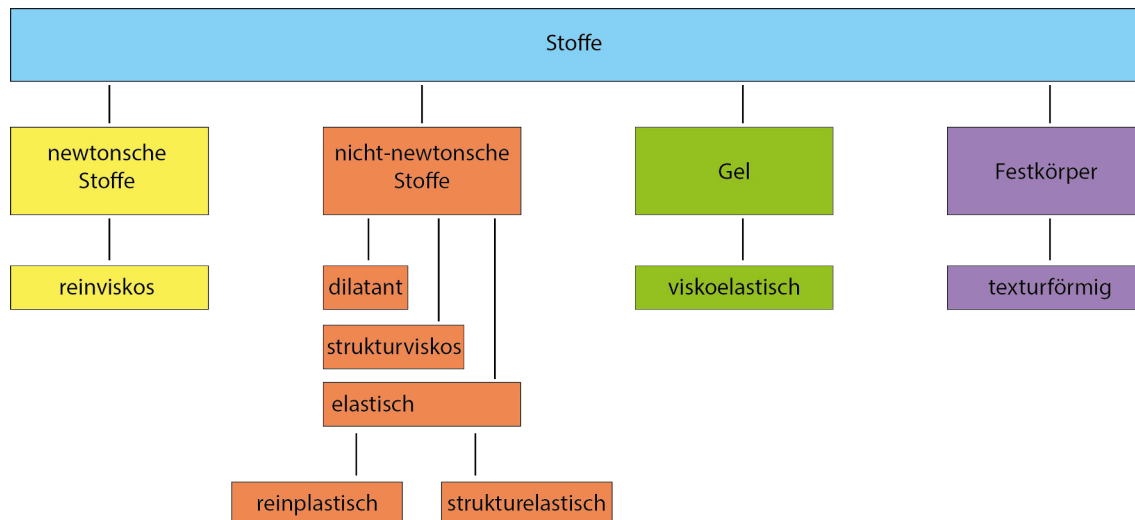 Stoffe
newtonsche
Stoffe
nicht-newtonsche
Stoffe
Gel
Festkörper
reinviskos
dilatant
viskoelastisch
texturförmig
strukturviskos
elastisch
reinplastisch
strukturelastisch